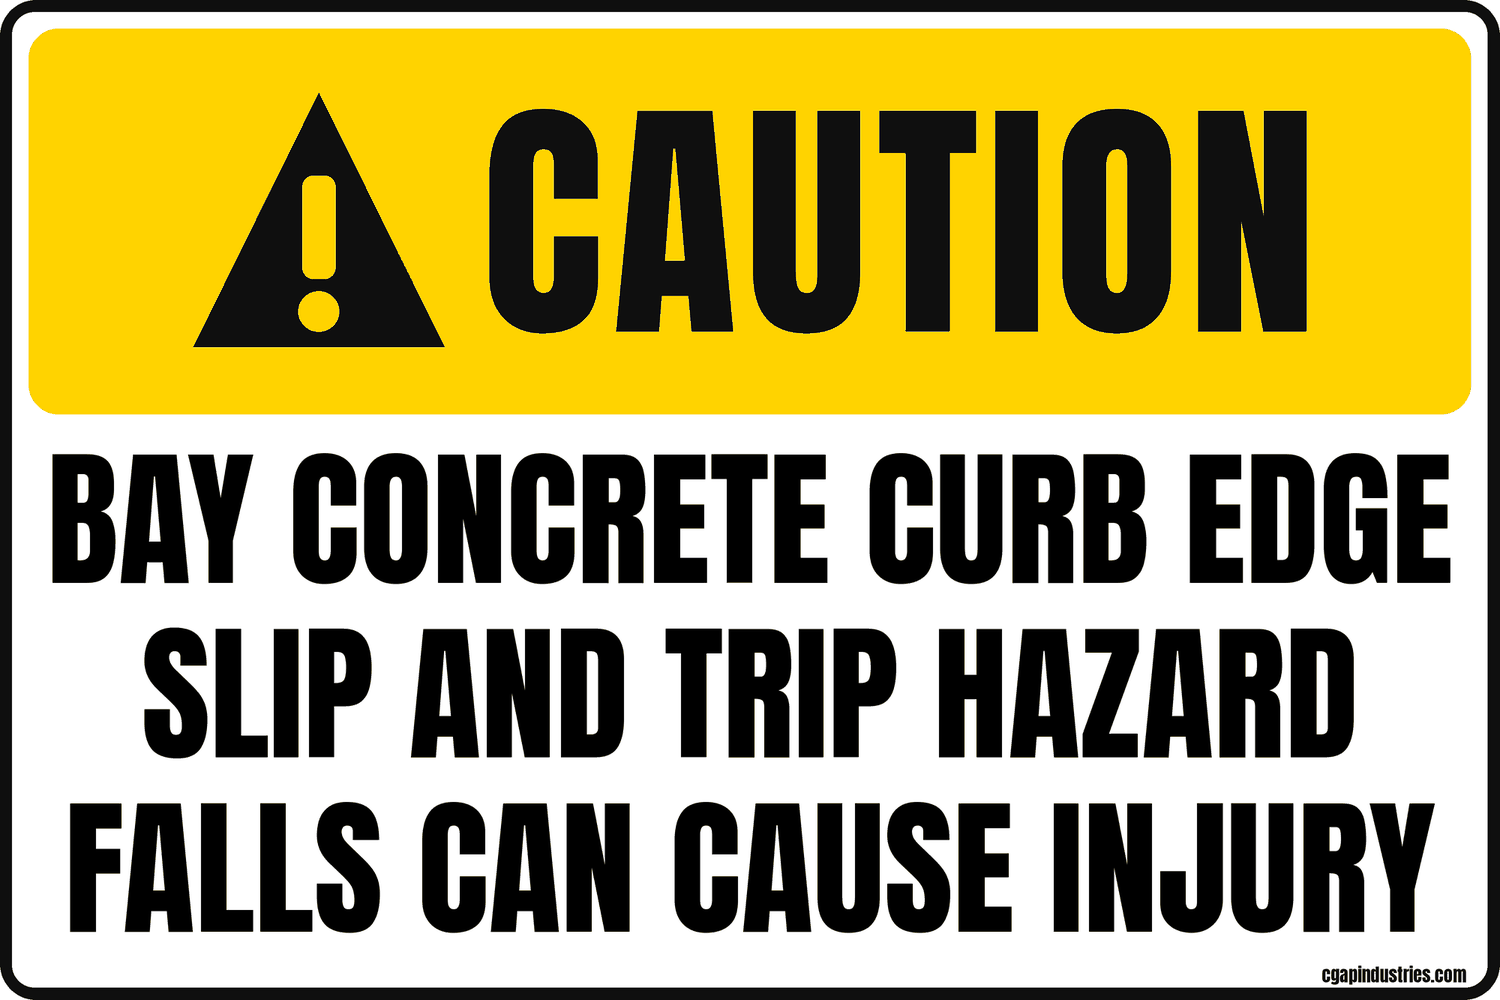 CAUTION
BAY CONCRETE CURB EDGE
SLIP AND TRIP HAZARD
FALLS CAN CAUSE INJURY
cgapindustries.com